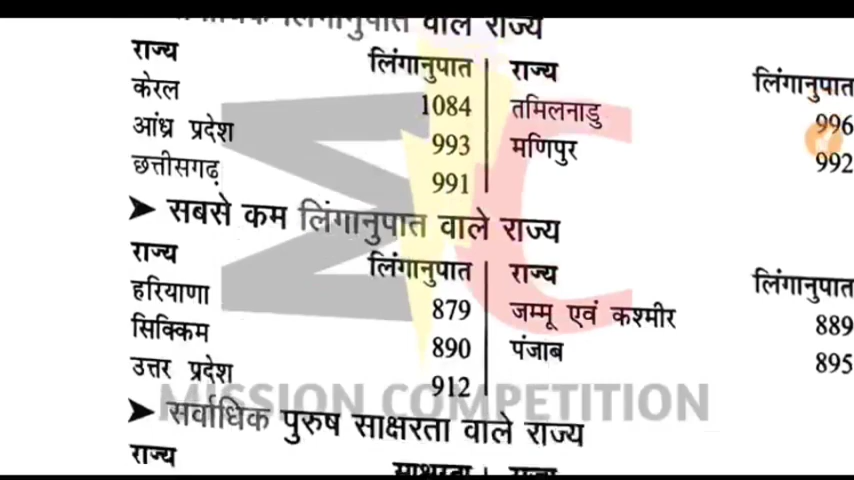 लिंगानुपात वाले राज्य
राज्य लिंगानुपात राज्य लिंगानुपात
केरल 1084 तमिलनाडु 996
आंध्र प्रदेश 993 मणिपुर 992
छत्तीसगढ़ 991
➤ सबसे कम लिंगानुपात वाले राज्य
राज्य लिंगानुपात राज्य लिंगानुपात
हरियाणा 879 जम्मू एवं कश्मीर 889
सिक्किम 890 पंजाब 895
उत्तर प्रदेश 912
MISSION COMPETITION
➤ सर्वाधिक पुरुष साक्षरता वाले राज्य
राज्य साक्षरता